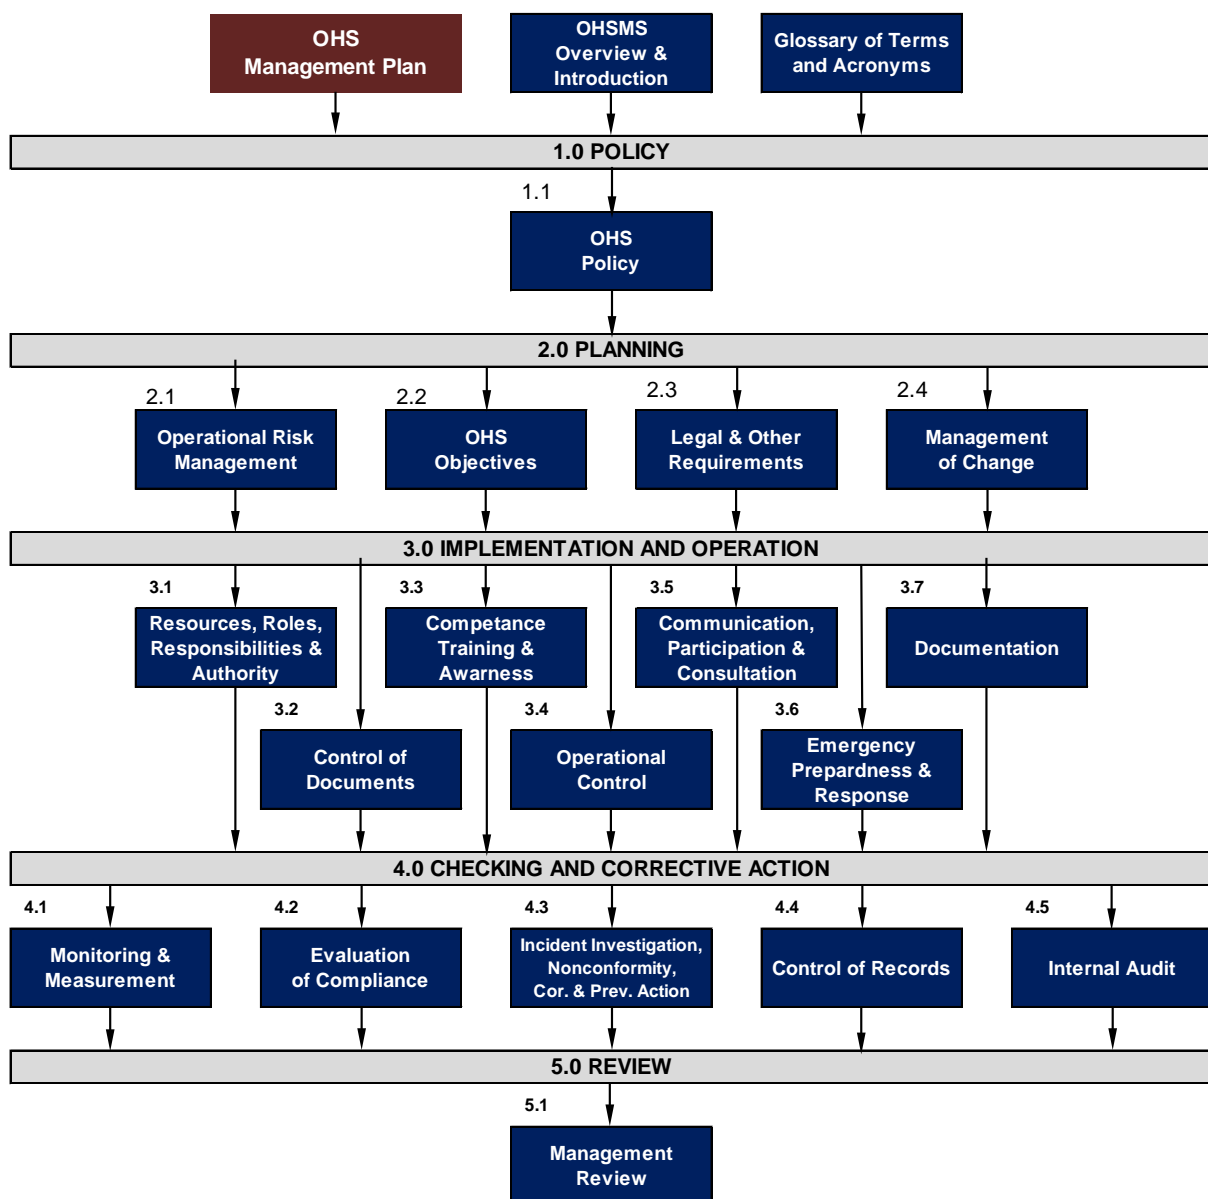 OHS
Management Plan
OHSMS
Overview &
Introduction
Glossary of Terms
and Acronyms
1.0 POLICY
1.1
OHS
Policy
2.0 PLANNING
2.1
Operational Risk
Management
2.2
OHS
Objectives
2.3
Legal & Other
Requirements
2.4
Management
of Change
3.0 IMPLEMENTATION AND OPERATION
3.1
Resources, Roles,
Responsibilities &
Authority
3.2
Control of
Documents
3.3
Competance
Training &
Awarness
3.4
Operational
Control
3.5
Communication,
Participation &
Consultation
3.6
Emergency
Prepardness &
Response
3.7
Documentation
4.0 CHECKING AND CORRECTIVE ACTION
4.1
Monitoring &
Measurement
4.2
Evaluation
of Compliance
4.3
Incident Investigation,
Nonconformity,
Cor. & Prev. Action
4.4
Control of Records
4.5
Internal Audit
5.0 REVIEW
5.1
Management
Review